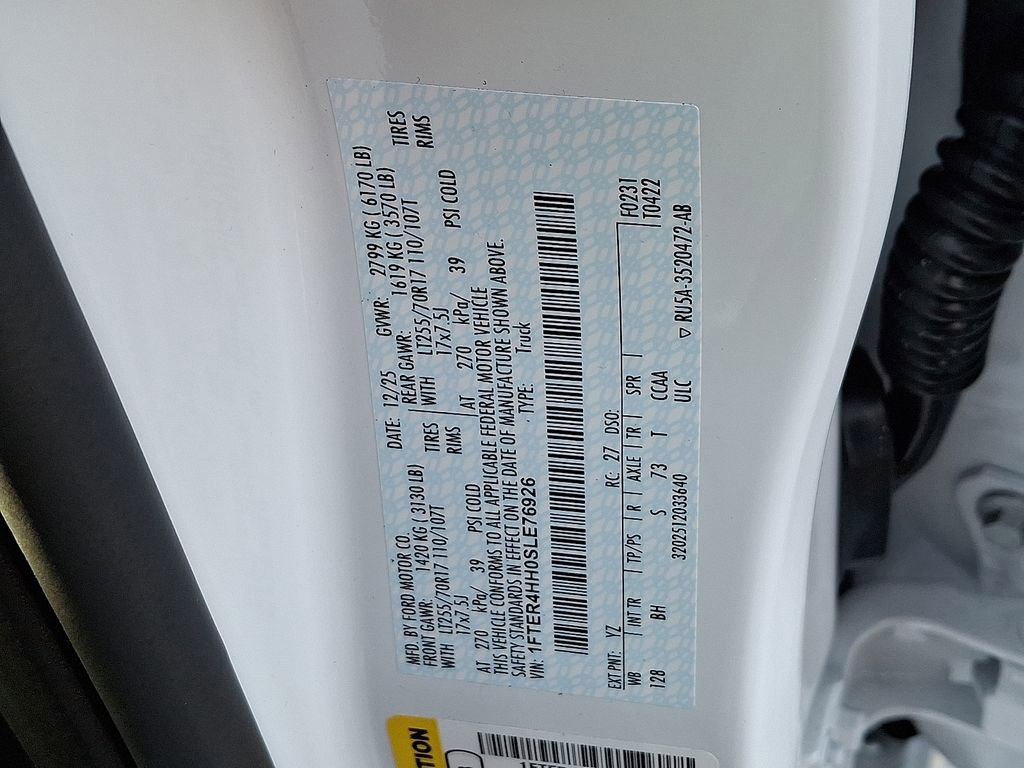 MFD. BY FORD MOTOR CO.
DATE: 12/25 GVWR: 2799 KG ( 6170 LB)
FRONT GAWR: 1420 KG ( 3130 LB) REAR GAWR: 1619 KG ( 3570 LB)
WITH LT255/70R17 110/107T TIRES WITH LT255/70R17 110/107T TIRES
17x7.5J RIMS 17x7.5J RIMS
AT 270 kPa/ 39 PSI COLD AT 270 kPa/ 39 PSI COLD
THIS VEHICLE CONFORMS TO ALL APPLICABLE FEDERAL MOTOR VEHICLE
SAFETY STANDARDS IN EFFECT ON THE DATE OF MANUFACTURE SHOWN ABOVE.
VIN: 1FTER4HH0SLE76926 TYPE: Truck
EXT PNT: YZ RC: 27 DSO: F0231
WB INT TR TP/PS R AXLE TR SPR T0422
128 BH S 73 T CCAA
3202512033640 ULC
▽ RU5A-3520472-AB